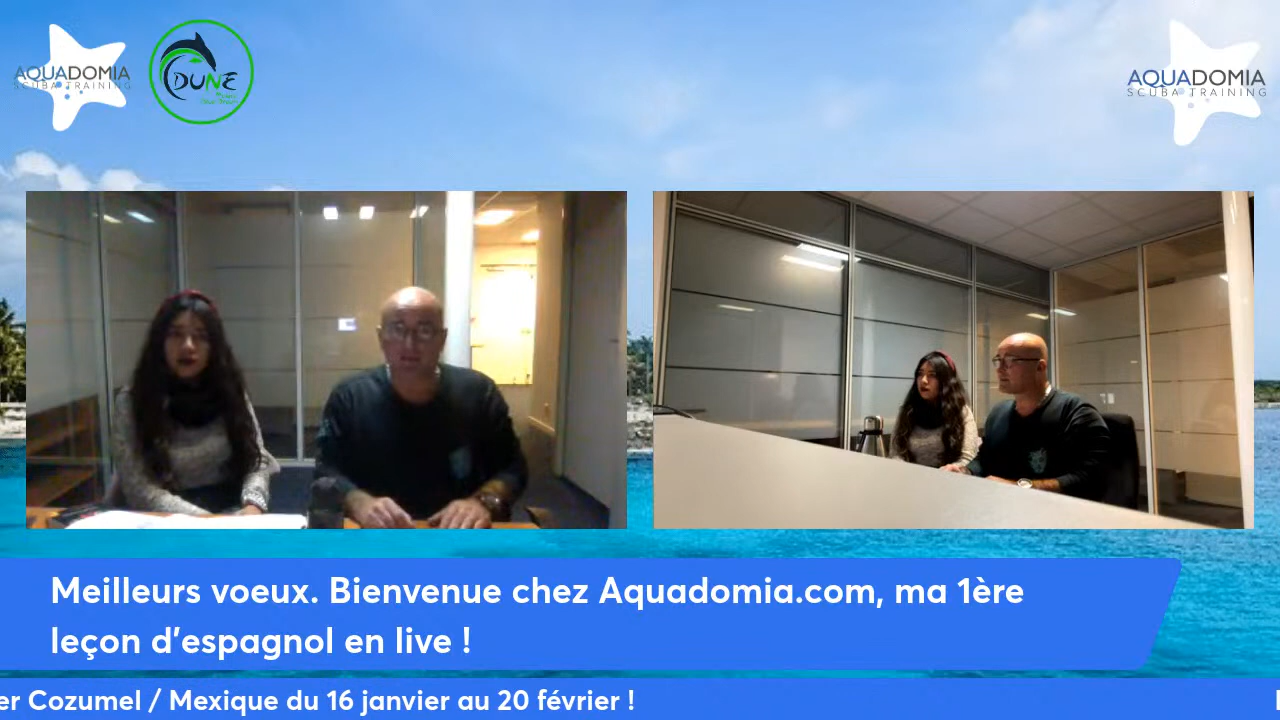 AQUADOMIA
SCUBA TRAINING
DUNE
AQUADOMIA
SCUBA TRAINING
Meilleurs voeux. Bienvenue chez Aquadomia.com, ma 1ère
leçon d'espagnol en live !
er Cozumel / Mexique du 16 janvier au 20 février !